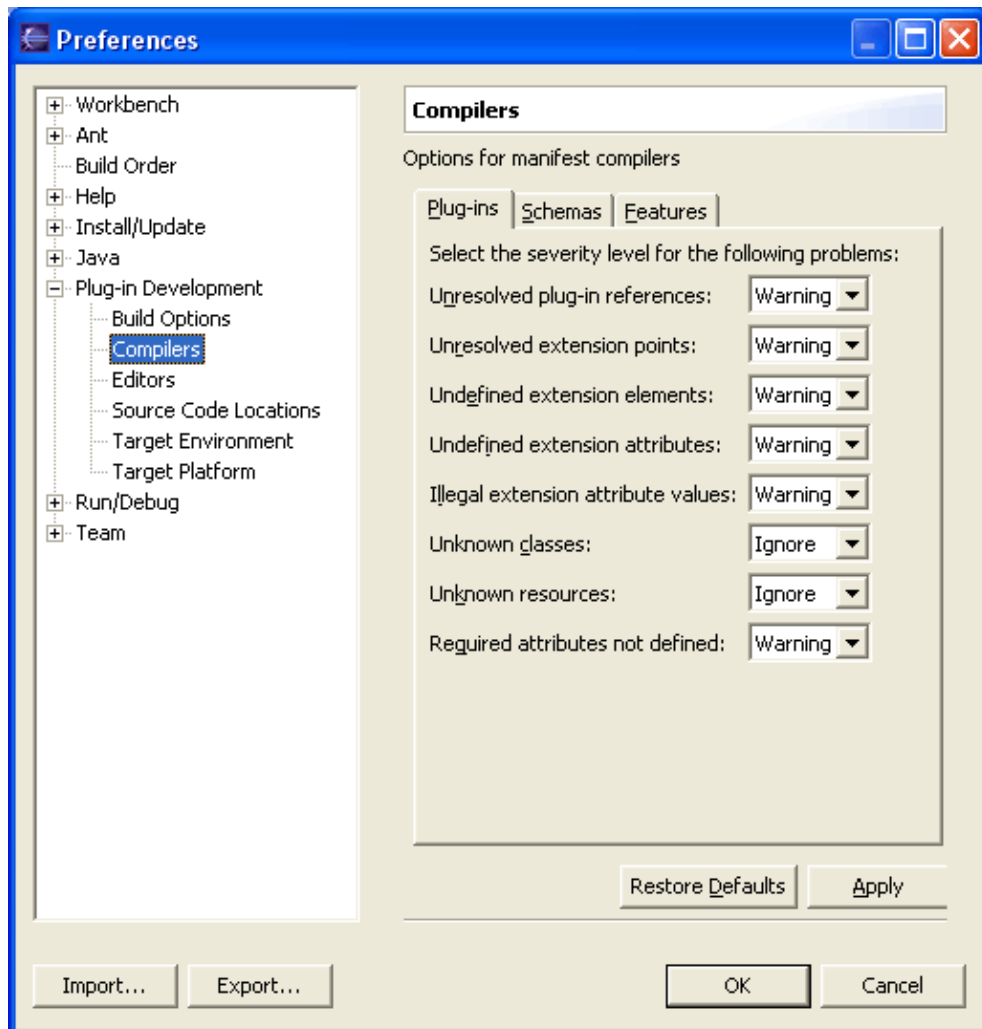 Preferences
Workbench
Ant
Build Order
Help
Install/Update
Java
Plug-in Development
Build Options
Compilers
Editors
Source Code Locations
Target Environment
Target Platform
Run/Debug
Team
Compilers
Options for manifest compilers
Plug-ins Schemas Features
Select the severity level for the following problems:
Unresolved plug-in references: Warning
Unresolved extension points: Warning
Undefined extension elements: Warning
Undefined extension attributes: Warning
Illegal extension attribute values: Warning
Unknown classes: Ignore
Unknown resources: Ignore
Required attributes not defined: Warning
Restore Defaults Apply
Import... Export... OK Cancel